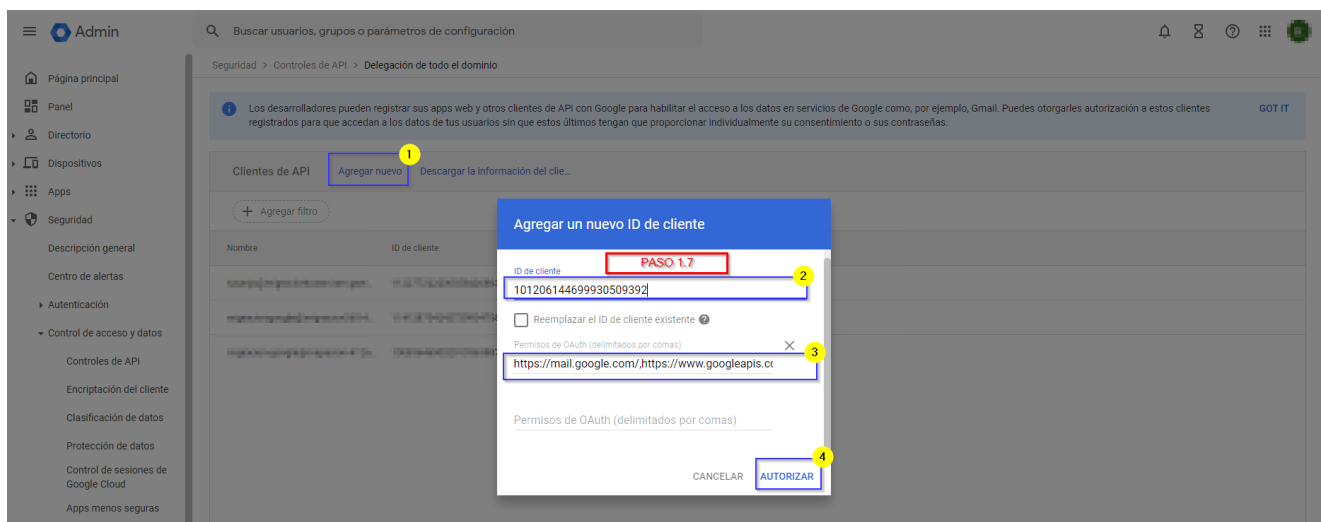 Admin
Buscar usuarios, grupos o parámetros de configuración
Seguridad > Controles de API > Delegación de todo el dominio
Página principal
Panel
Directorio
Dispositivos
Apps
Seguridad
Descripción general
Centro de alertas
Autenticación
Control de acceso y datos
Controles de API
Encriptación del cliente
Clasificación de datos
Protección de datos
Control de sesiones de
Google Cloud
Apps menos seguras
Los desarrolladores pueden registrar sus apps web y otros clientes de API con Google para habilitar el acceso a los datos en servicios de Google como, por ejemplo, Gmail. Puedes otorgarles autorización a estos clientes
registrados para que accedan a los datos de tus usuarios sin que estos últimos tengan que proporcionar individualmente su consentimiento o sus contraseñas.
GOT IT
1
Clientes de API Agregar nuevo Descargar la información del clie...
+ Agregar filtro
Nombre ID de cliente
Agregar un nuevo ID de cliente
PASO 1.7
2
ID de cliente
101206144699930509392
Reemplazar el ID de cliente existente
Permisos de OAuth (delimitados por comas)
3
https://mail.google.com/,https://www.googleapis.co
Permisos de OAuth (delimitados por comas)
4
CANCELAR AUTORIZAR